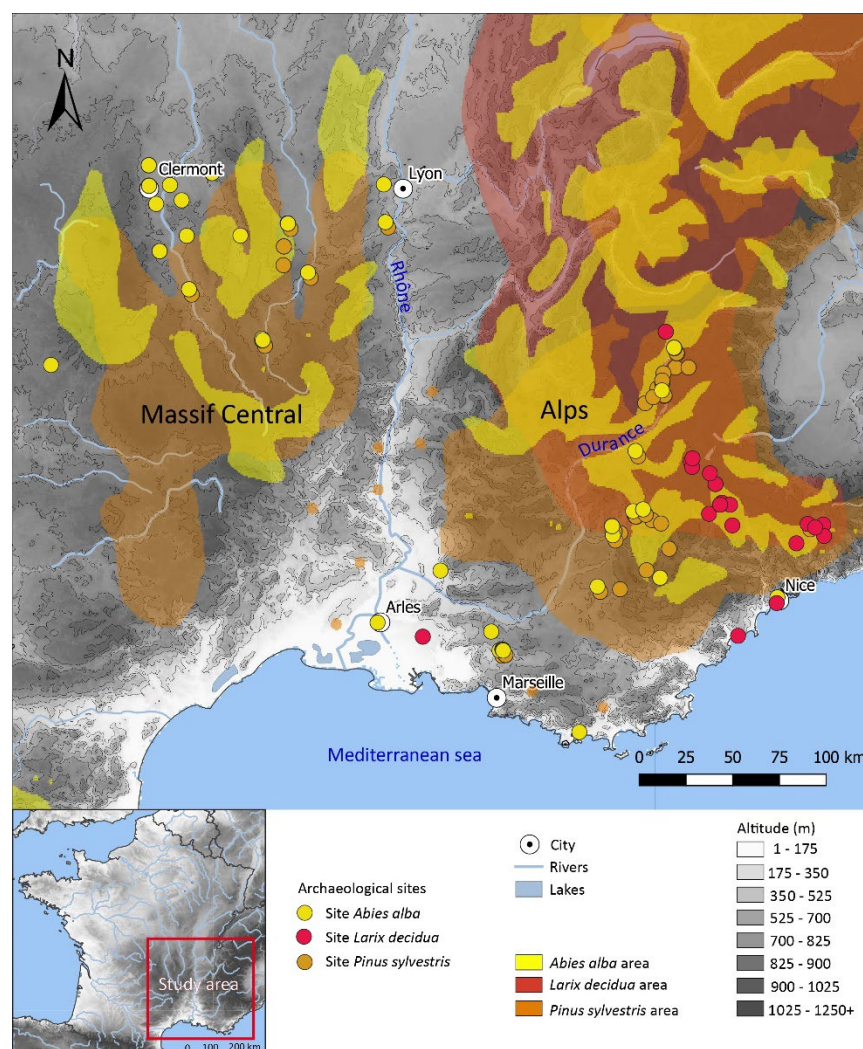 N
Clermont
Lyon
Rhône
Massif Central
Alps
Durance
Nice
Arles
Marseille
Mediterranean sea
0 25 50 75 100 km
Study area
0 100 200 km
Archaeological sites
Site Abies alba
Site Larix decidua
Site Pinus sylvestris
City
Rivers
Lakes
Abies alba area
Larix decidua area
Pinus sylvestris area
Altitude (m)
1 - 175
175 - 350
350 - 525
525 - 700
700 - 825
825 - 900
900 - 1025
1025 - 1250+